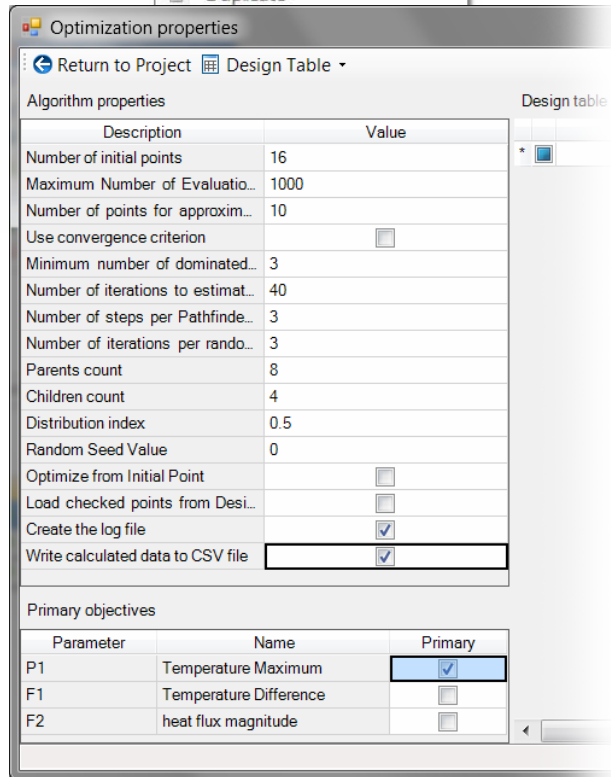 Optimization properties
Return to Project Design Table
Algorithm properties
Design table
Description Value
*
Number of initial points 16
Maximum Number of Evaluatio... 1000
Number of points for approxim... 10
Use convergence criterion
Minimum number of dominated... 3
Number of iterations to estimat... 40
Number of steps per Pathfinde... 3
Number of iterations per rando... 3
Parents count 8
Children count 4
Distribution index 0.5
Random Seed Value 0
Optimize from Initial Point
Load checked points from Desi...
Create the log file
Write calculated data to CSV file
Primary objectives
Parameter Name Primary
P1 Temperature Maximum
F1 Temperature Difference
F2 heat flux magnitude